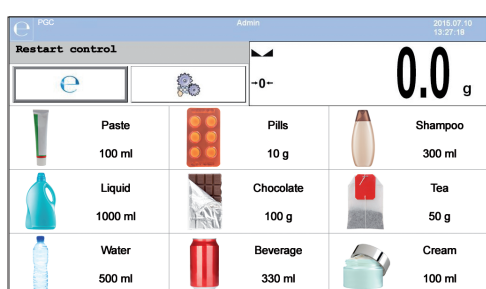 PGC Admin 2015.07.10
13:27:18
Restart control
→0←
0.0 g
Paste
100 ml
Pills
10 g
Shampoo
300 ml
Liquid
1000 ml
Chocolate
100 g
Tea
50 g
Water
500 ml
Beverage
330 ml
Cream
100 ml